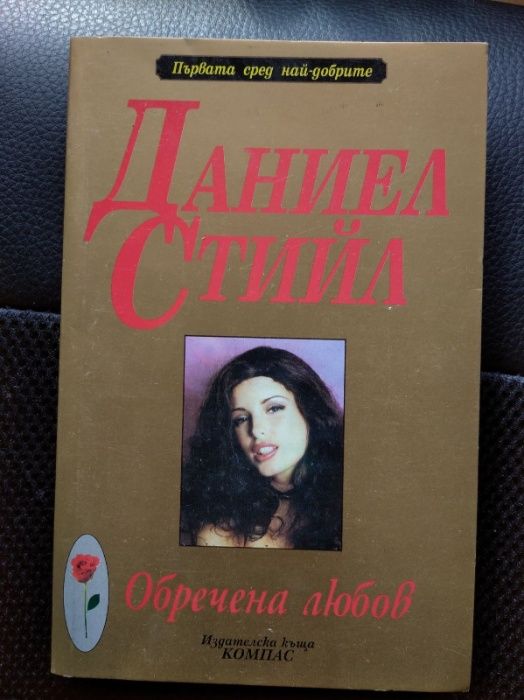 Първата сред най-добрите
ДАНИЕЛ
СТИЙЛ
Обречена любов
Издателска къща
КОМПАС